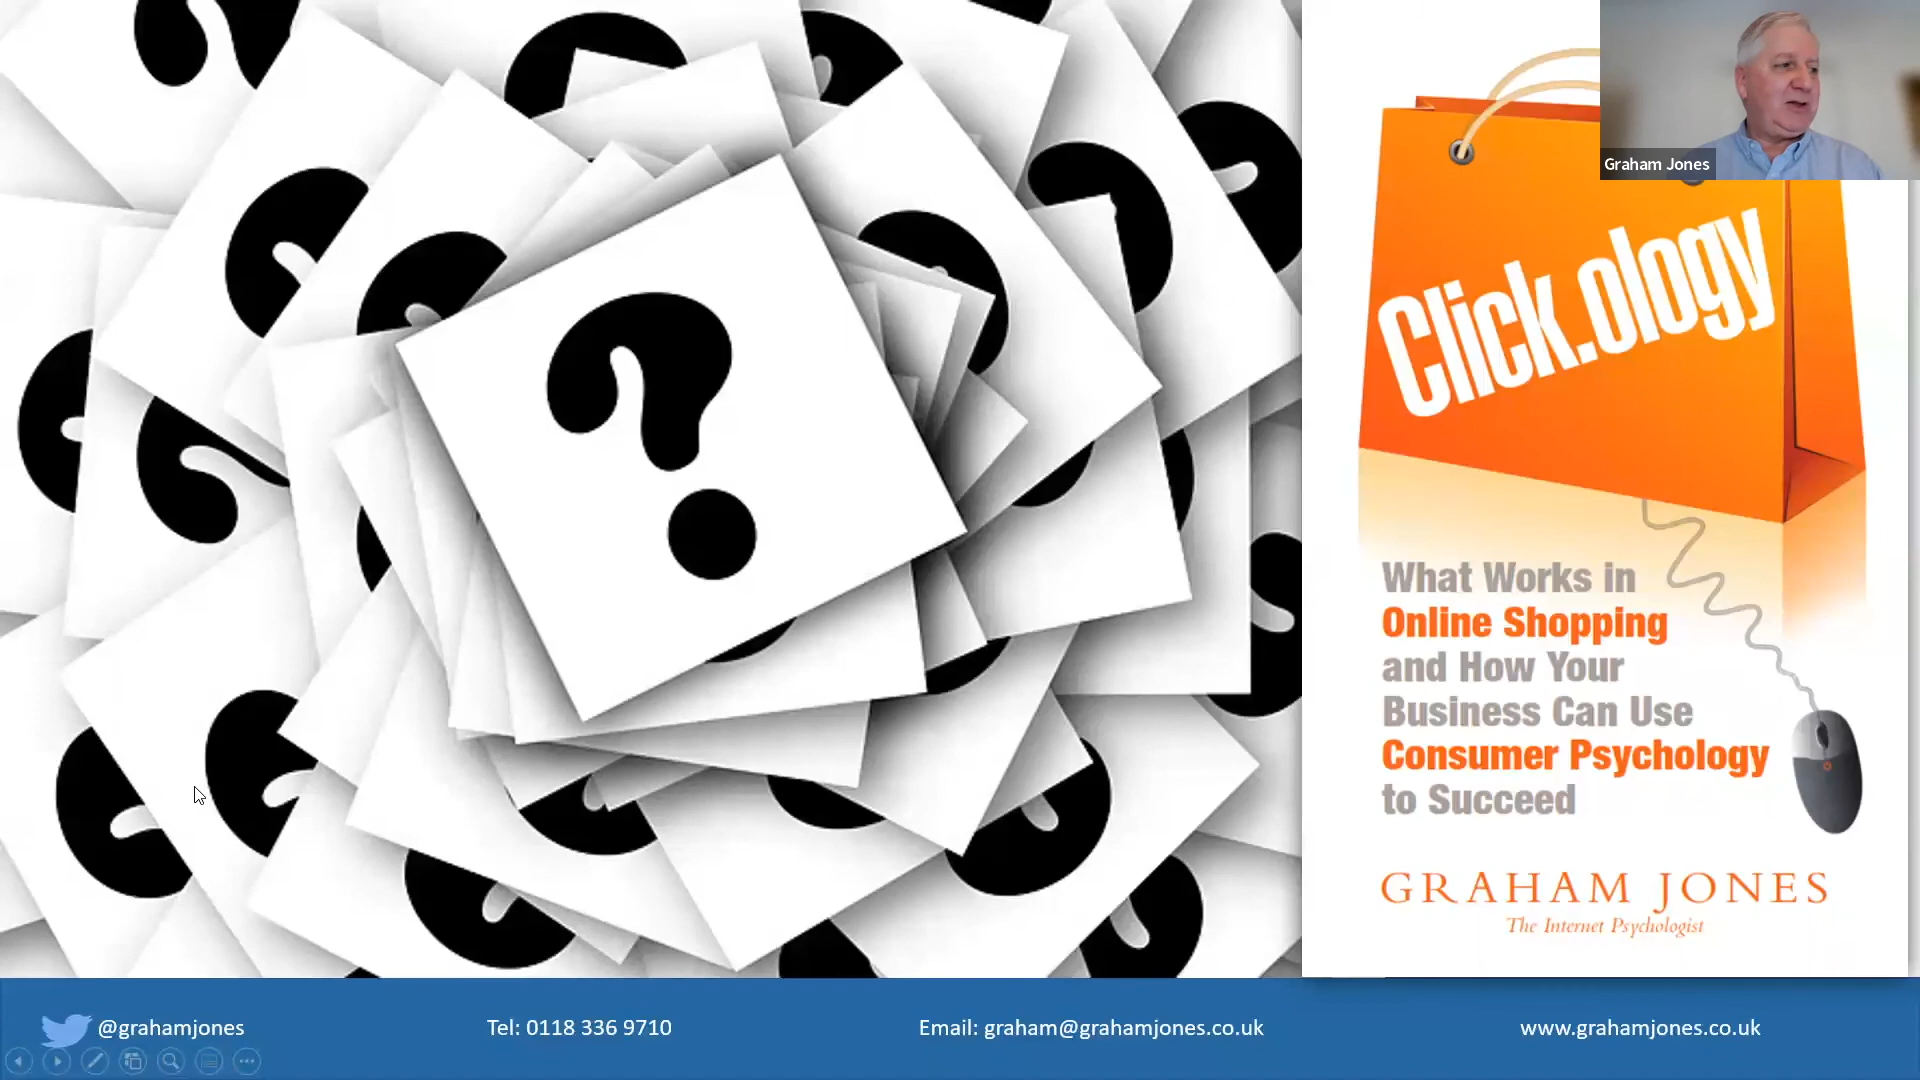 ?
Graham Jones
Click.ology
What Works in
Online Shopping
and How Your
Business Can Use
Consumer Psychology
to Succeed
GRAHAM JONES
The Internet Psychologist
@grahamjones
Tel: 0118 336 9710
Email: graham@grahamjones.co.uk
www.grahamjones.co.uk